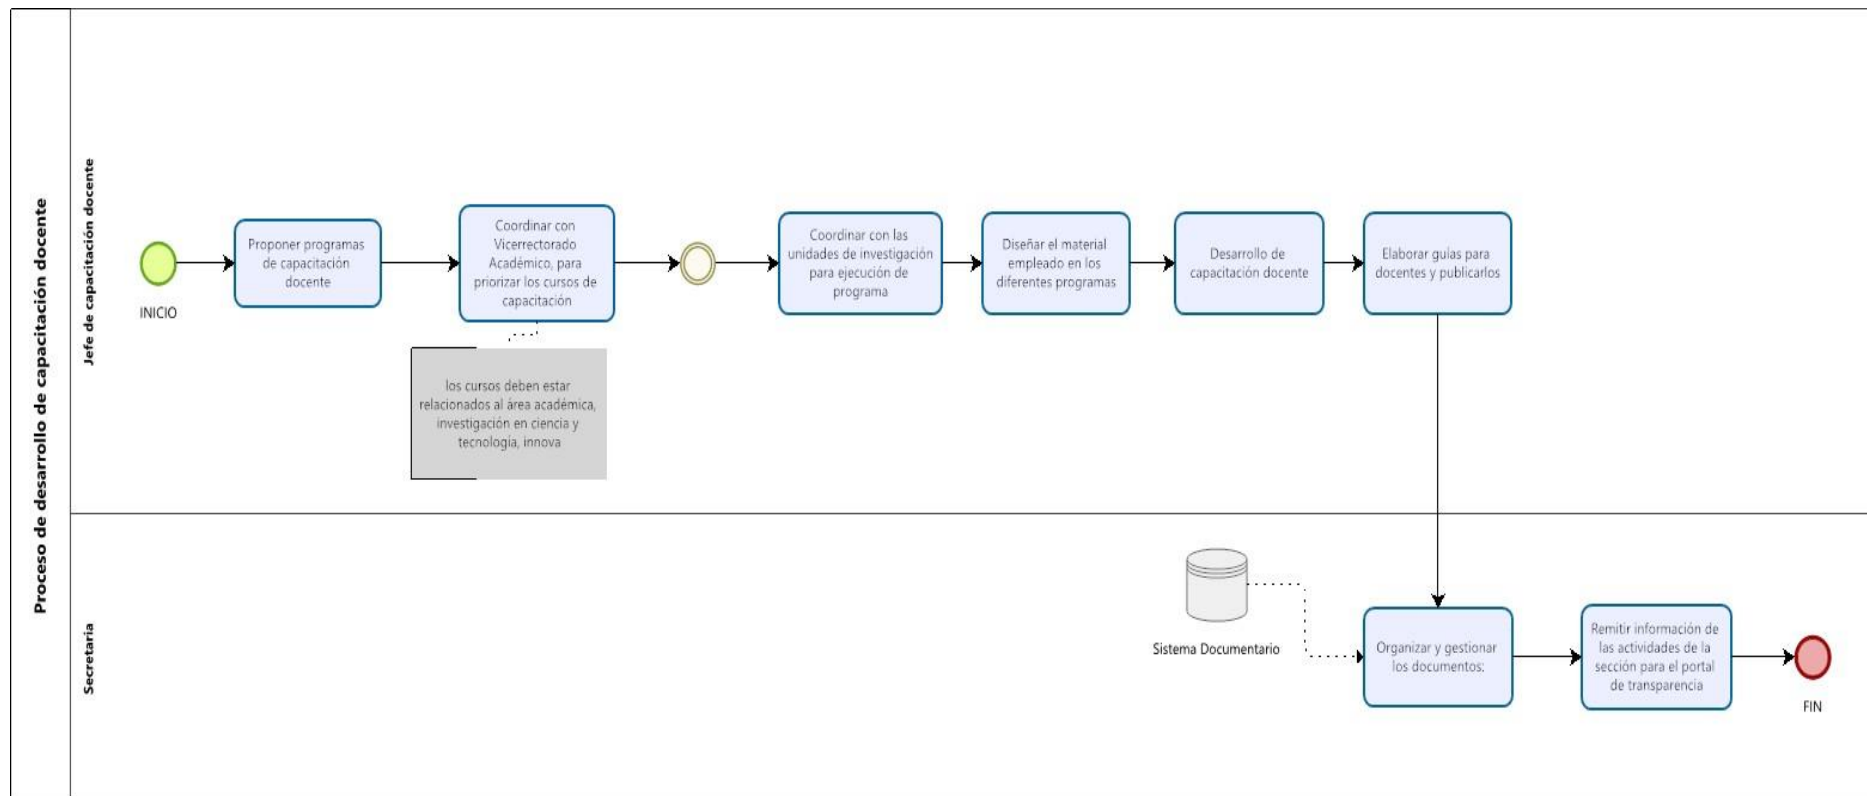 Proceso de desarrollo de capacitación docente
Jefe de capacitación docente
INICIO
Proponer programas
de capacitación
docente
Coordinar con
Vicerrectorado
Académico, para
priorizar los cursos de
capacitación
los cursos deben estar
relacionados al área académica,
investigación en ciencia y
tecnología, innova
Coordinar con las
unidades de investigación
para ejecución de
programa
Diseñar el material
empleado en los
diferentes programas
Desarrollo de
capacitación docente
Elaborar guías para
docentes y publicarlos
Secretaria
Sistema Documentario
Organizar y gestionar
los documentos:
Remitir información de
las actividades de la
sección para el portal
de transparencia
FIN